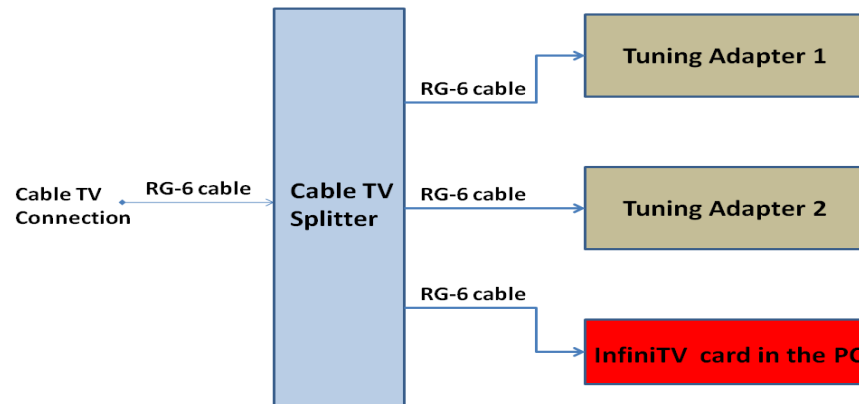 Tuning Adapter 1
RG-6 cable
Cable TV
Connection
RG-6 cable
Cable TV
Splitter
RG-6 cable
Tuning Adapter 2
RG-6 cable
InfiniTV card in the PC